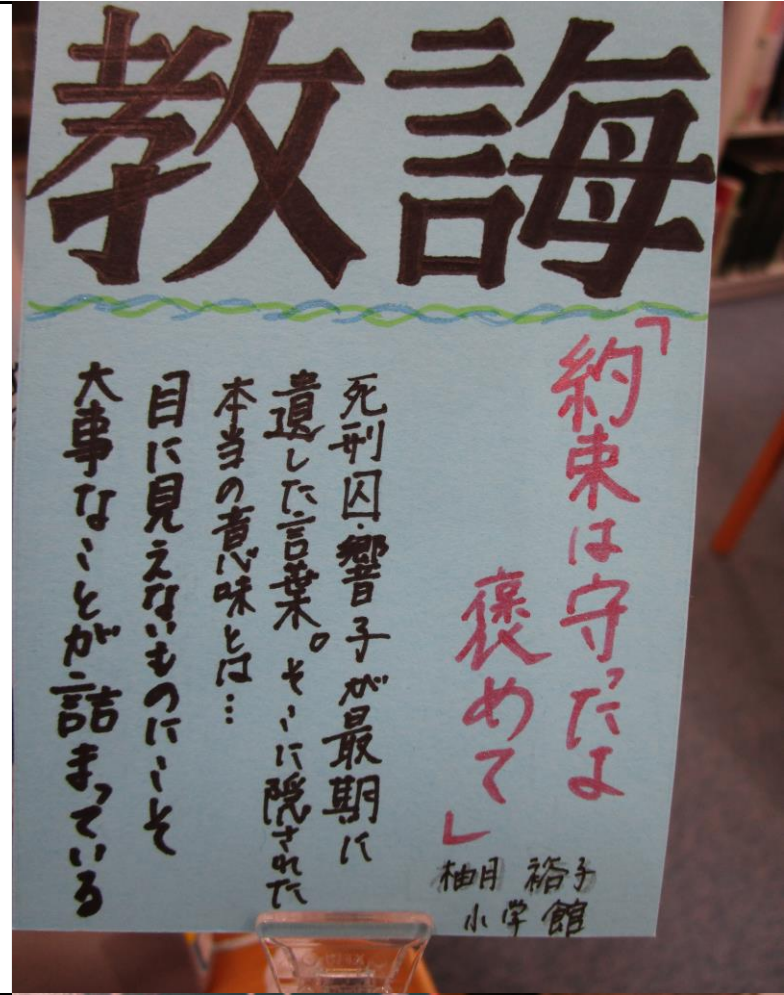 教誨
「約束は守ったよ
褒めて」
死刑囚・響子が最期に
遺した言葉。そこに隠された
本当の意味とは…
目に見えないものにこそ
大事なことが詰まっている
柚月 裕子
小学館